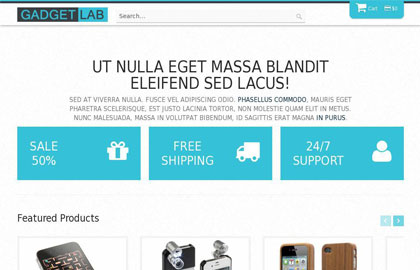 GADGET LAB
Search...
Cart
$0
UT NULLA EGET MASSA BLANDIT
ELEIFEND SED LACUS!
SED AT VIVERRA NULLA. FUSCE VEL ADIPISCING ODIO, PHASELLUS COMMODO, MAURIS EGET
PHARETRA SCELERISQUE, EST JUSTO LACINIA TORTOR, NON MOLESTIE QUAM ELIT IN METUS.
NUNC MALESUADA, MASSA IN VOLUTPAT BIBENDUM, ID SAGITTIS ERAT MAGNA IN PURUS.
SALE
50%
FREE
SHIPPING
24/7
SUPPORT
Featured Products